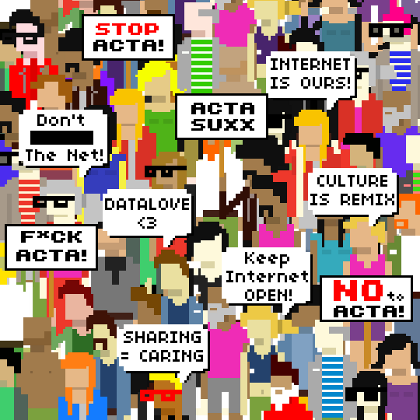 STOP
ACTA!
INTERNET
IS OURS!
ACTA
SUXX
Don't
The Net!
CULTURE
IS REMIX
DATALOVE
<3
F*CK
ACTA!
Keep
Internet
OPEN!
NO to
ACTA!
SHARING
= CARING